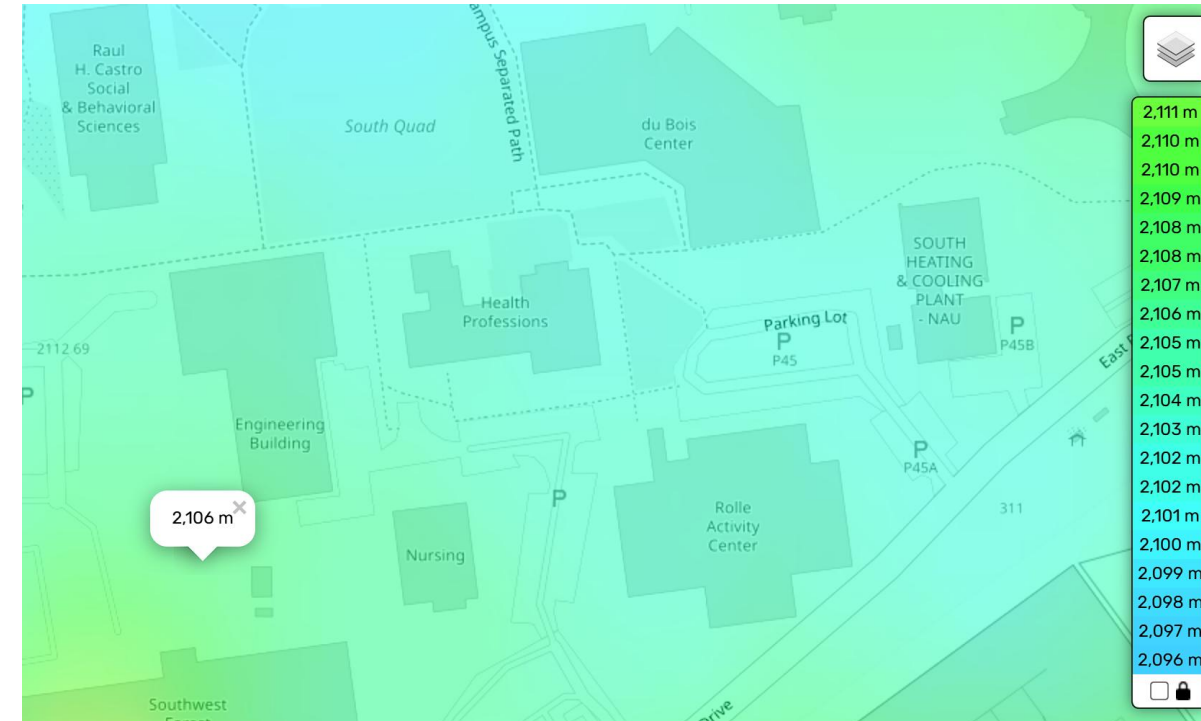 Raul
H. Castro
Social
& Behavioral
Sciences
South Quad
ampus Separated Path
du Bois
Center
SOUTH
HEATING
& COOLING
PLANT
- NAU
Health
Professions
Parking Lot
P
P45
P
P45B
East
2112 69
P
Engineering
Building
P
P45A
311
2,106 m
×
P
Nursing
Rolle
Activity
Center
Drive
Southwest
Forest
2,111 m
2,110 m
2,110 m
2,109 m
2,108 m
2,108 m
2,107 m
2,106 m
2,105 m
2,105 m
2,104 m
2,103 m
2,102 m
2,102 m
2,101 m
2,100 m
2,099 m
2,098 m
2,097 m
2,096 m